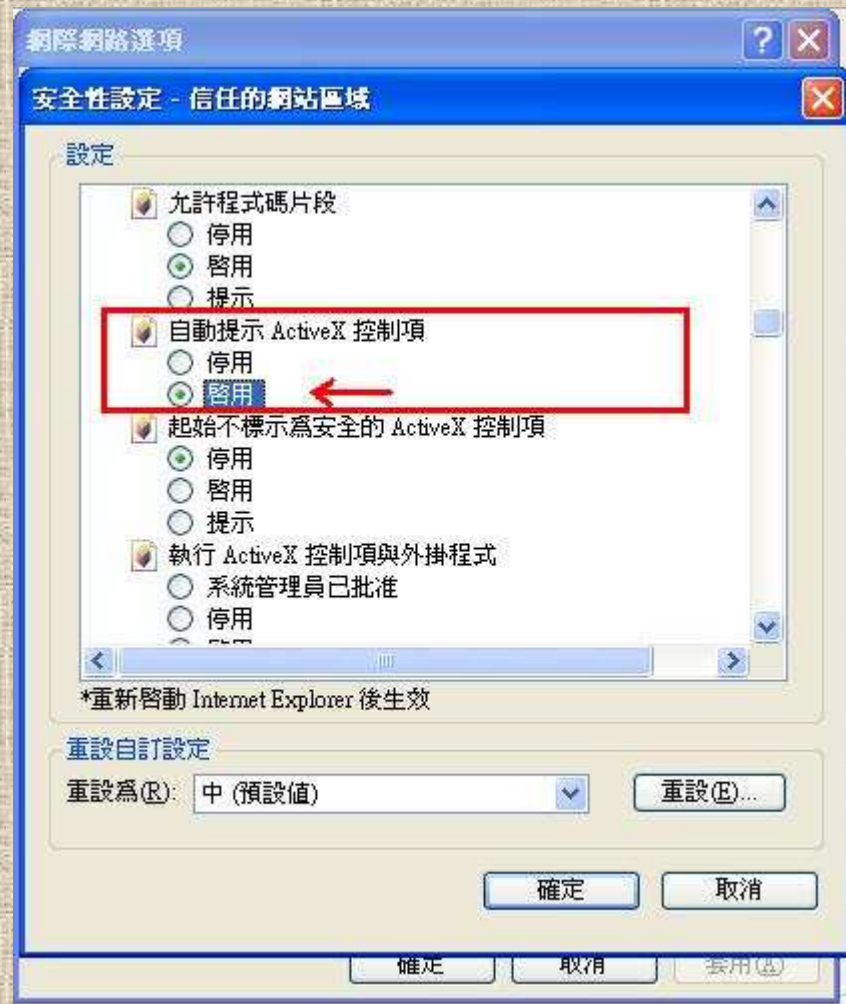 網際網路選項
安全性設定 - 信任的網站區域
設定
允許程式碼片段
停用
啓用
提示
自動提示 ActiveX 控制項
停用
啓用
起始不標示爲安全的 ActiveX 控制項
停用
啓用
提示
執行 ActiveX 控制項與外掛程式
系統管理員已批准
停用
*重新啓動 Internet Explorer 後生效
重設自訂設定
重設爲(R): 中 (預設值) 重設(E)...
確定 取消
確定 取消 套用(A)